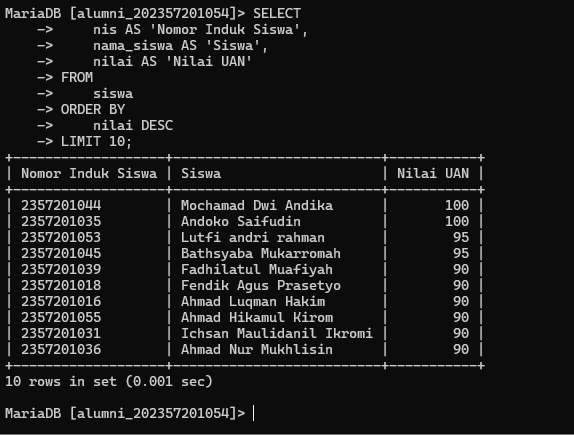 MariaDB [alumni_202357201054]> SELECT
    ->     nis AS 'Nomor Induk Siswa',
    ->     nama_siswa AS 'Siswa',
    ->     nilai AS 'Nilai UAN'
    -> FROM
    ->     siswa
    -> ORDER BY
    ->     nilai DESC
    -> LIMIT 10;
+-------------------+--------------------------+-----------+
| Nomor Induk Siswa | Siswa                    | Nilai UAN |
+-------------------+--------------------------+-----------+
| 2357201044        | Mochamad Dwi Andika      |       100 |
| 2357201035        | Andoko Saifudin          |       100 |
| 2357201053        | Lutfi andri rahman       |        95 |
| 2357201045        | Bathsyaba Mukarromah     |        95 |
| 2357201039        | Fadhilatul Muafiyah      |        90 |
| 2357201018        | Fendik Agus Prasetyo     |        90 |
| 2357201016        | Ahmad Luqman Hakim       |        90 |
| 2357201055        | Ahmad Hikamul Kirom      |        90 |
| 2357201031        | Ichsan Maulidanil Ikromi |        90 |
| 2357201036        | Ahmad Nur Mukhlisin      |        90 |
+-------------------+--------------------------+-----------+
10 rows in set (0.001 sec)
MariaDB [alumni_202357201054]>